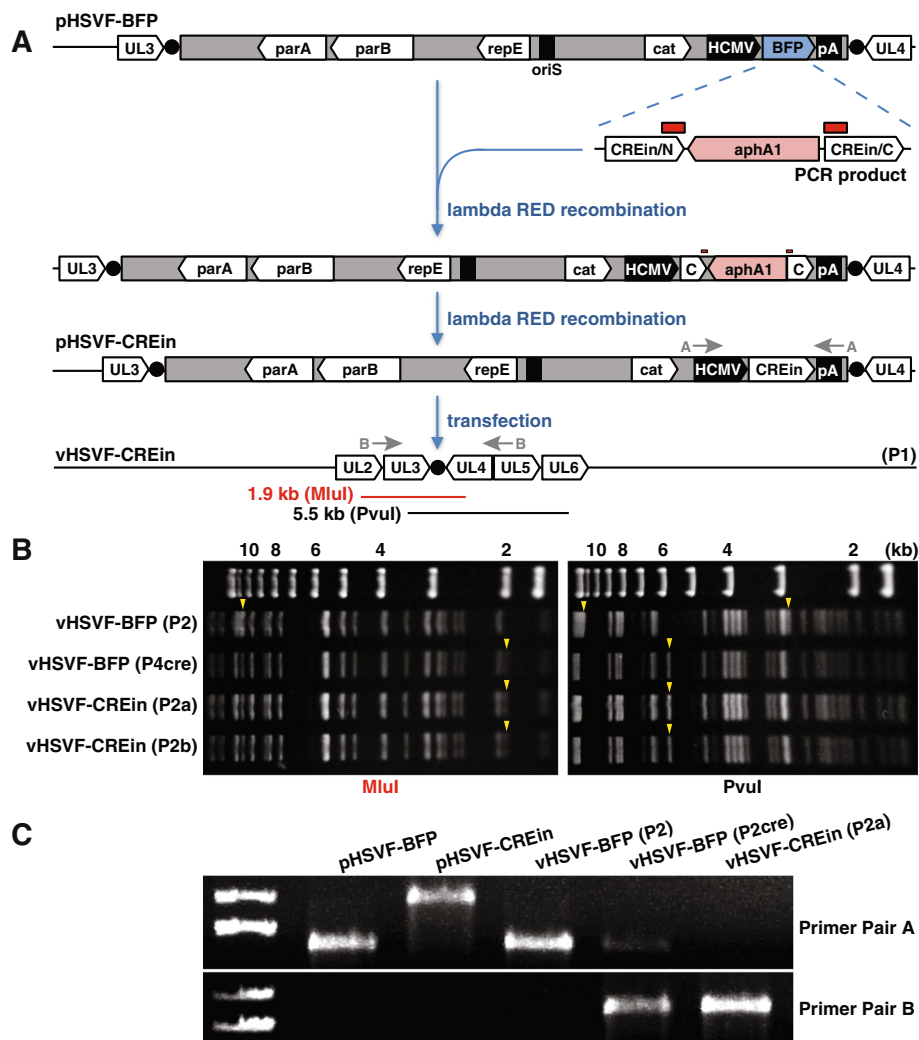 A
pHSVF-BFP
UL3 parA parB repE oriS cat HCMV BFP pA UL4
CREin/N aphA1 CREin/C
PCR product
lambda RED recombination
UL3 parA parB repE cat HCMV C aphA1 C pA UL4
lambda RED recombination
pHSVF-CREin
A A
UL3 parA parB repE cat HCMV CREin pA UL4
transfection
vHSVF-CREin
B B
(P1)
UL2 UL3 UL4 UL5 UL6
1.9 kb (MluI)
5.5 kb (PvuI)
B
10 8 6 4 2 10 8 6 4 2 (kb)
vHSVF-BFP (P2)
vHSVF-BFP (P4cre)
vHSVF-CREin (P2a)
vHSVF-CREin (P2b)
MluI PvuI
C
pHSVF-BFP
pHSVF-CREin
vHSVF-BFP (P2)
vHSVF-BFP (P2cre)
vHSVF-CREin (P2a)
Primer Pair A
Primer Pair B